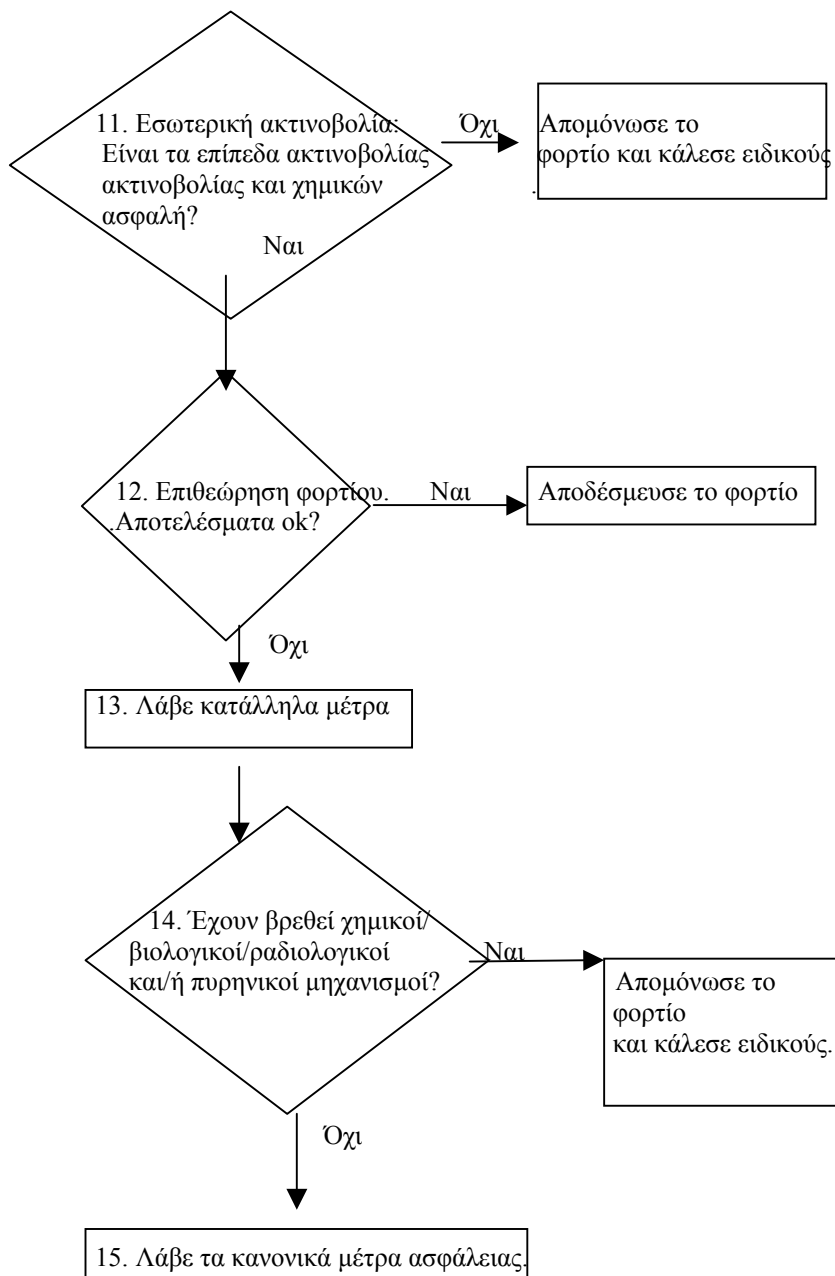 11. Εσωτερική ακτινοβολία:
Είναι τα επίπεδα ακτινοβολίας
ακτινοβολίας και χημικών
ασφαλή?
Όχι
Απομόνωσε το
φορτίο και κάλεσε ειδικούς
.
Ναι
12. Επιθεώρηση φορτίου.
.Αποτελέσματα ok?
Ναι
Αποδέσμευσε το φορτίο
Όχι
13. Λάβε κατάλληλα μέτρα
14. Έχουν βρεθεί χημικοί/
βιολογικοί/ραδιολογικοί
και/ή πυρηνικοί μηχανισμοί?
Ναι
Απομόνωσε το
φορτίο
και κάλεσε ειδικούς.
Όχι
15. Λάβε τα κανονικά μέτρα ασφάλειας.